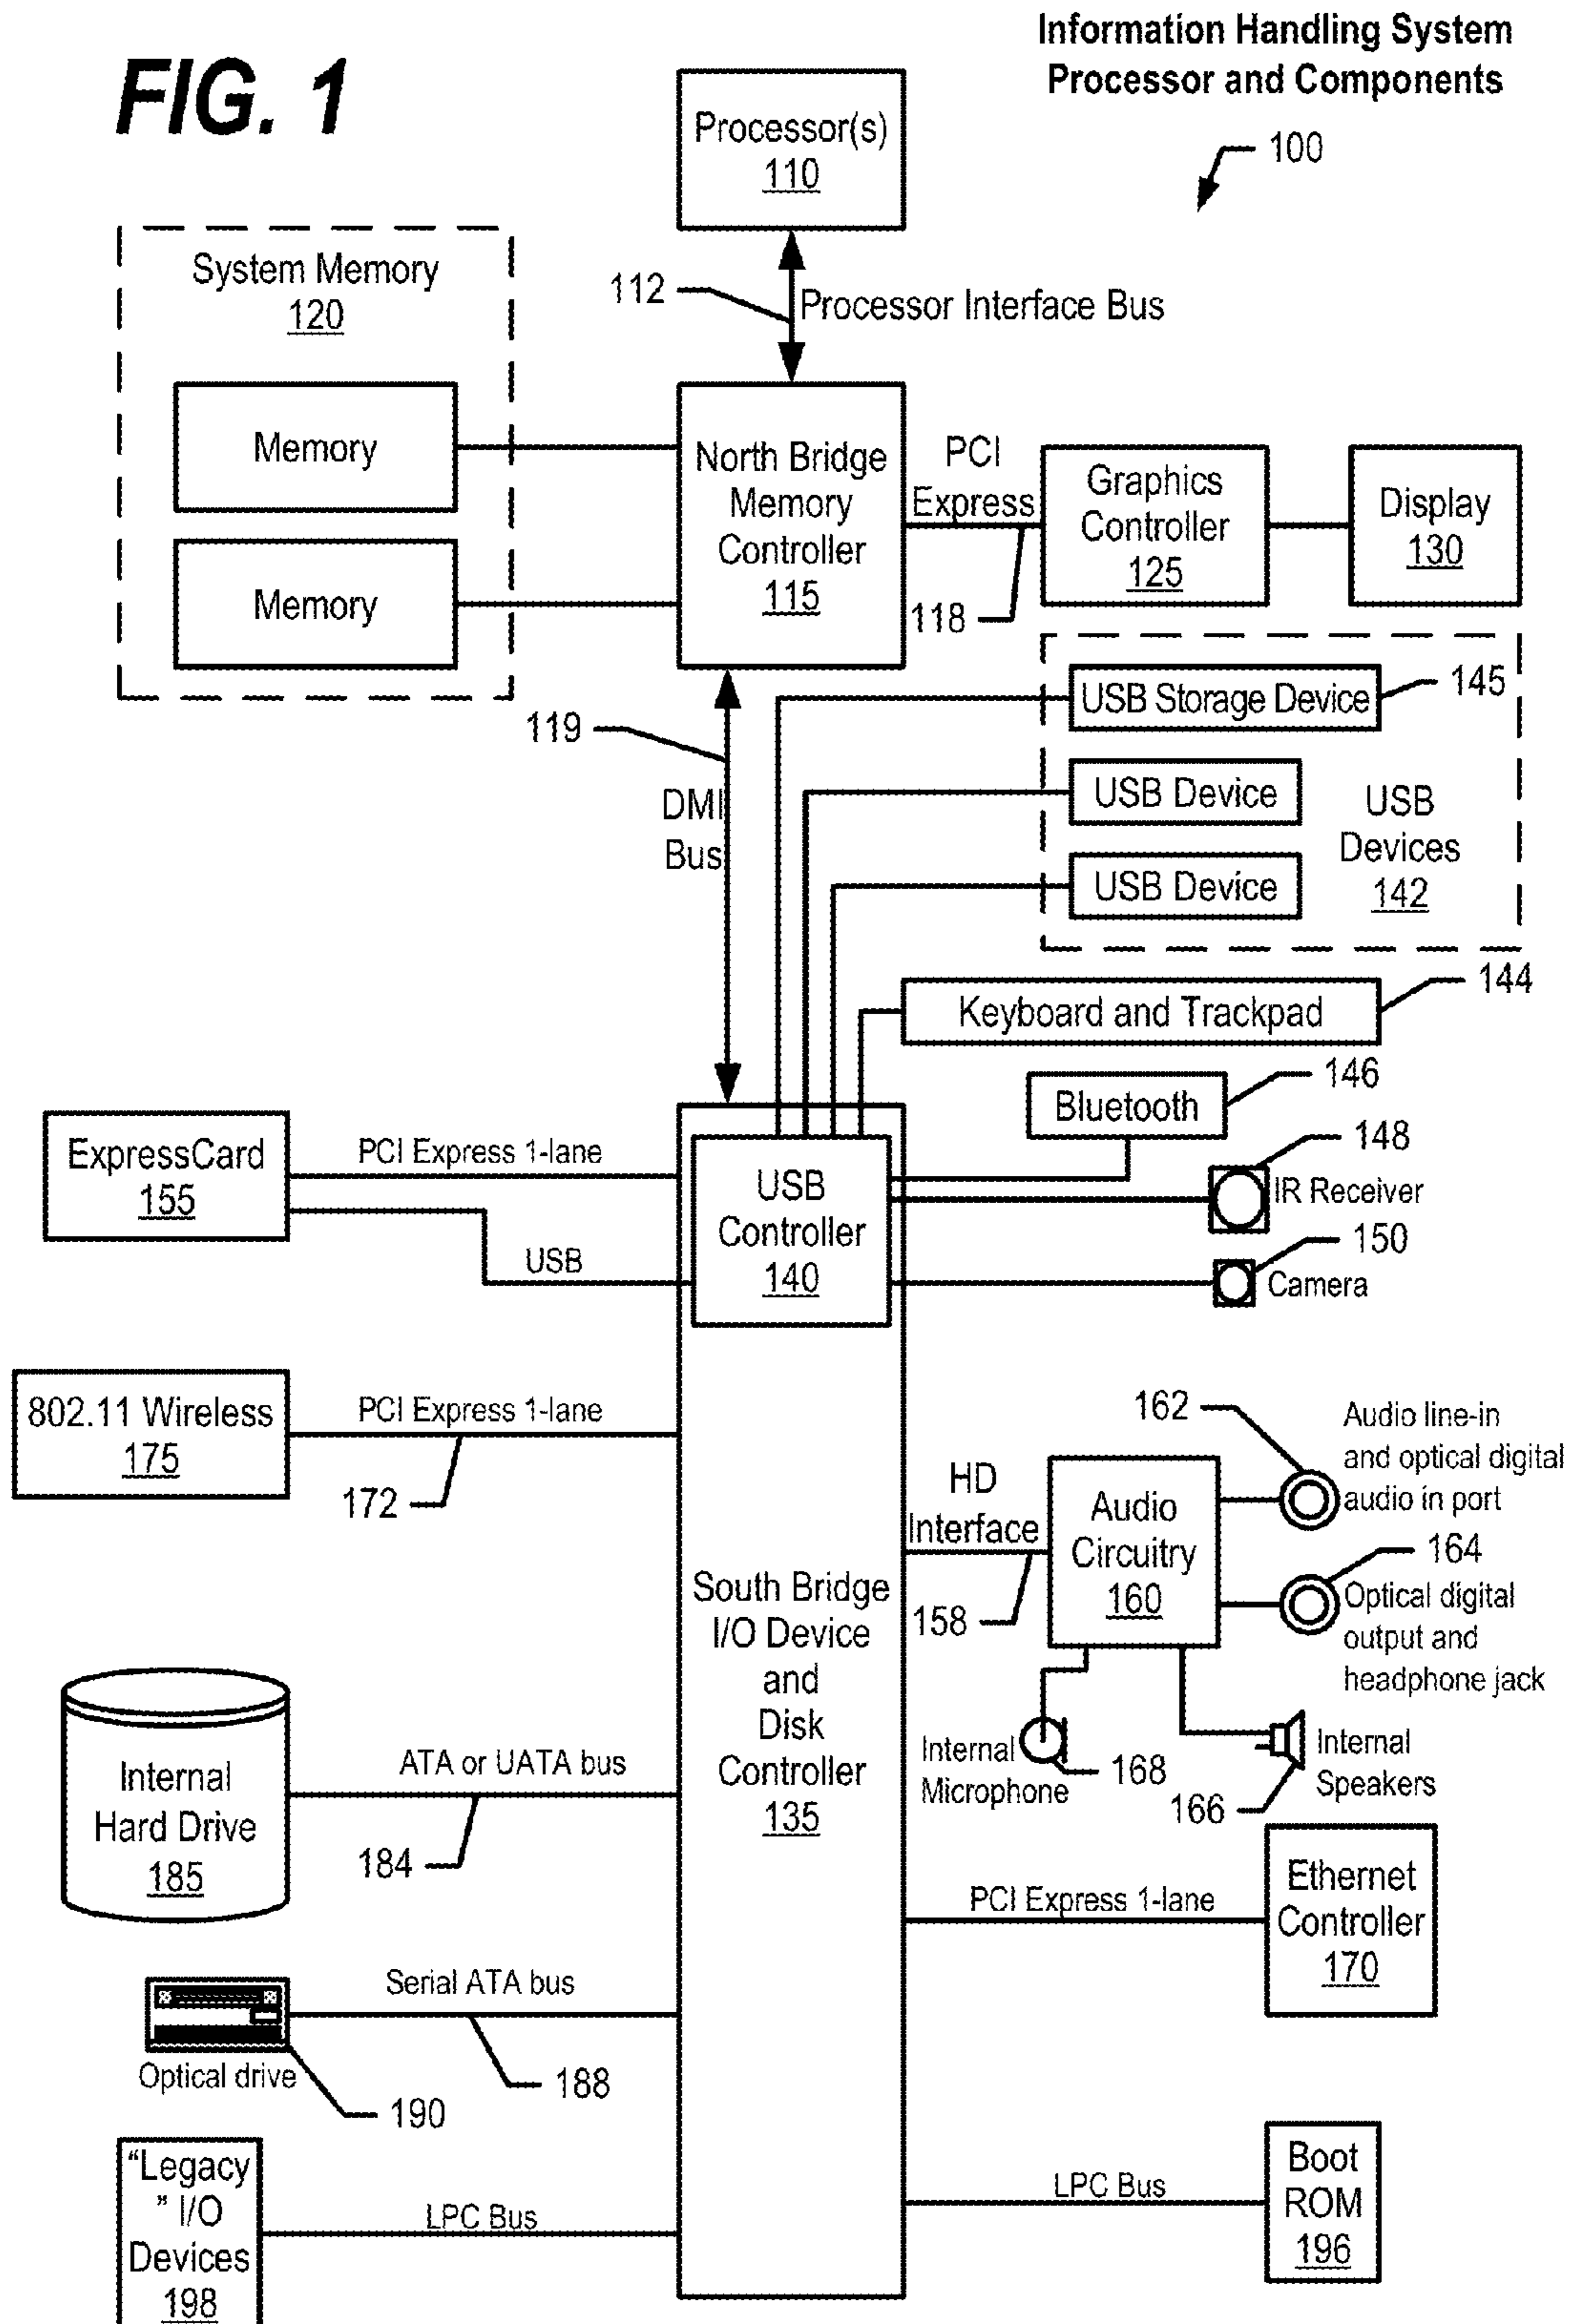 FIG. 1
Information Handling System
Processor and Components
100
Processor(s)
110
System Memory
120
112
Processor Interface Bus
Memory
Memory
North Bridge
Memory
Controller
115
PCI
Express
118
Graphics
Controller
125
Display
130
119
DMI
Bus
USB Storage Device
145
USB Device
USB Device
USB
Devices
142
Keyboard and Trackpad
144
Bluetooth
146
148
IR Receiver
150
Camera
ExpressCard
155
PCI Express 1-lane
USB
USB
Controller
140
802.11 Wireless
175
PCI Express 1-lane
172
162
Audio line-in
and optical digital
audio in port
HD
Interface
158
Audio
Circuitry
160
164
Optical digital
output and
headphone jack
South Bridge
I/O Device
and
Disk
Controller
135
Internal
Microphone
168
Internal
Speakers
166
Internal
Hard Drive
185
ATA or UATA bus
184
PCI Express 1-lane
Ethernet
Controller
170
Serial ATA bus
188
Optical drive
190
"Legacy
" I/O
Devices
198
LPC Bus
LPC Bus
Boot
ROM
196